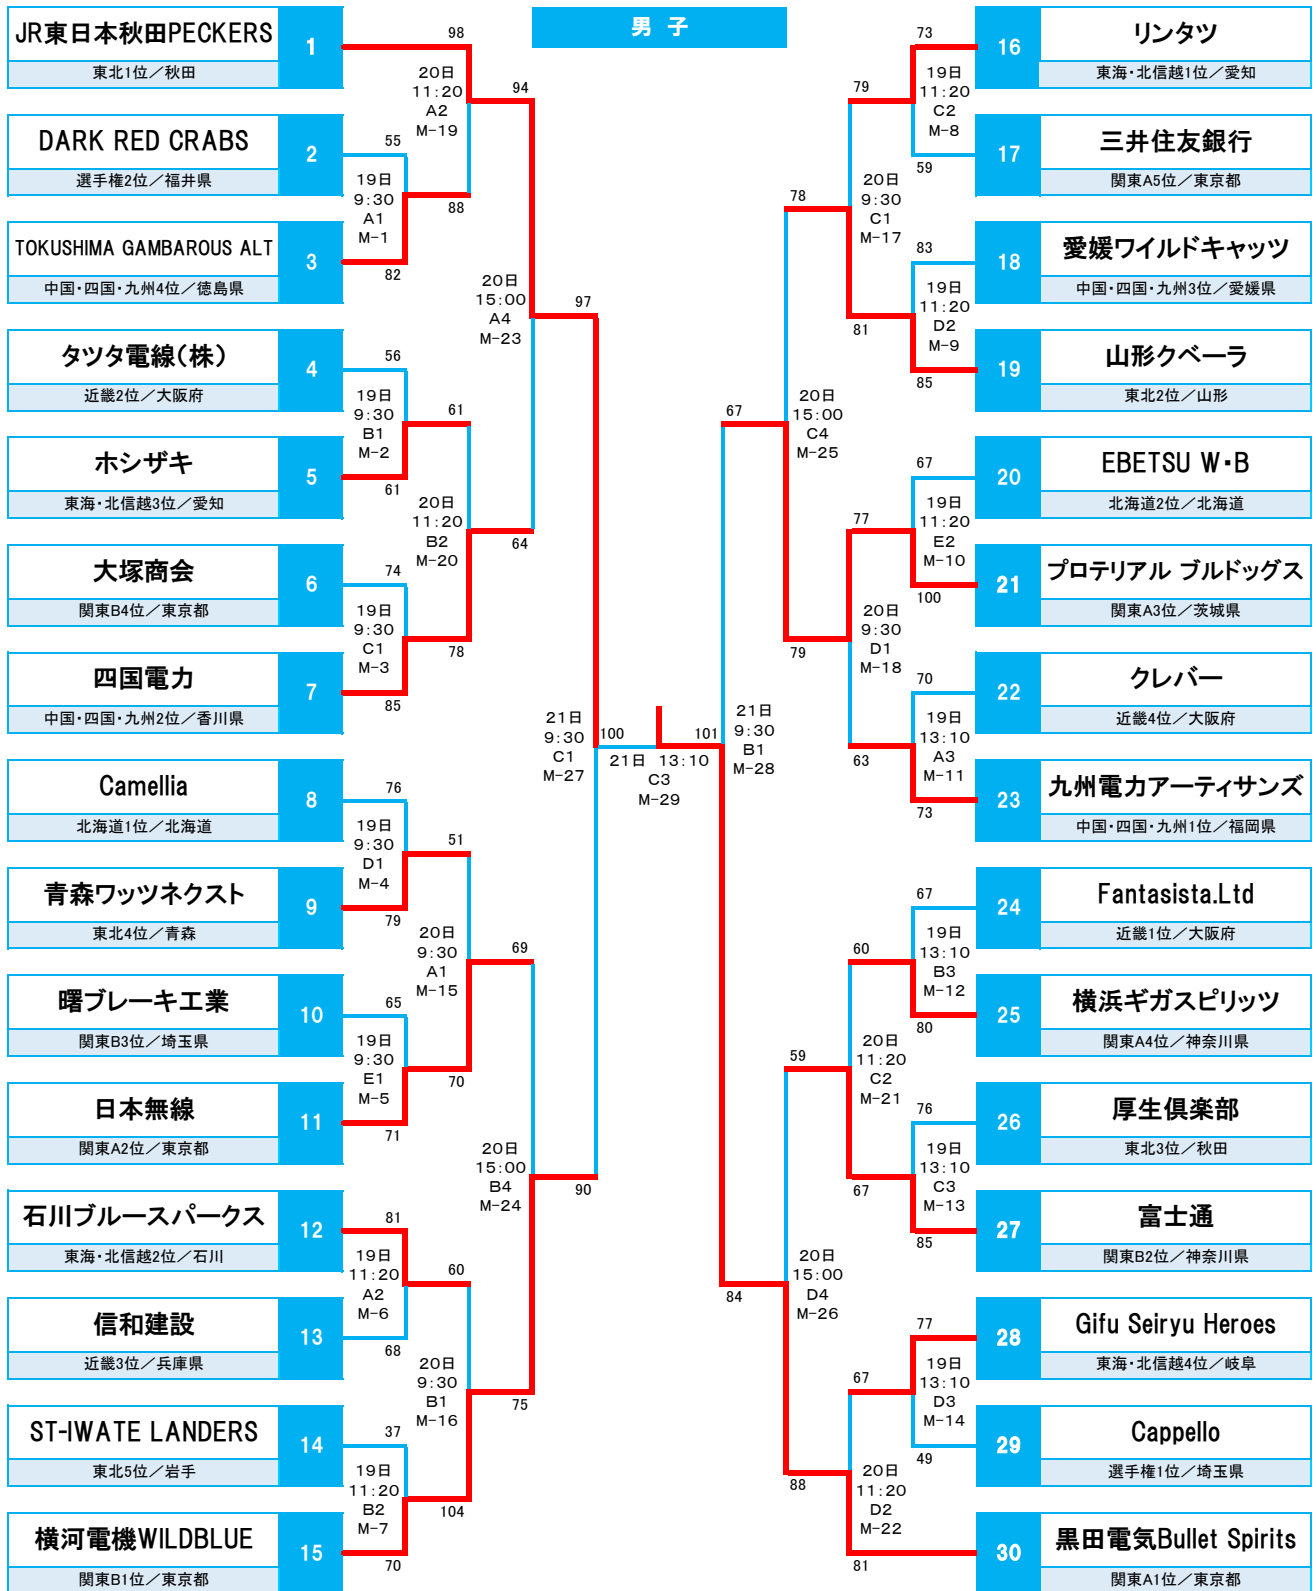 男 子
JR東日本秋田PECKERS
1
東北1位／秋田
98
20日
11:20
A2
M-19
94
DARK RED CRABS
2
選手権2位／福井県
55
19日
9:30
A1
M-1
88
TOKUSHIMA GAMBAROUS ALT
3
中国・四国・九州4位／徳島県
82
20日
15:00
A4
M-23
97
タツタ電線(株)
4
近畿2位／大阪府
56
19日
9:30
B1
M-2
61
ホシザキ
5
東海・北信越3位／愛知
61
20日
11:20
B2
M-20
64
大塚商会
6
関東B4位／東京都
74
19日
9:30
C1
M-3
78
四国電力
7
中国・四国・九州2位／香川県
85
21日
9:30
C1
M-27
100
Camellia
8
北海道1位／北海道
76
19日
9:30
D1
M-4
51
青森ワッツネクスト
9
東北4位／青森
79
20日
9:30
A1
M-15
69
曙ブレーキ工業
10
関東B3位／埼玉県
65
19日
9:30
E1
M-5
70
日本無線
11
関東A2位／東京都
71
20日
15:00
B4
M-24
90
石川ブルースパークス
12
東海・北信越2位／石川
81
19日
11:20
A2
M-6
60
信和建設
13
近畿3位／兵庫県
68
20日
9:30
B1
M-16
75
ST-IWATE LANDERS
14
東北5位／岩手
37
19日
11:20
B2
M-7
104
横河電機WILDBLUE
15
関東B1位／東京都
70
21日 13:10
C3
M-29
101
73
16
リンタツ
東海・北信越1位／愛知
79
19日
11:20
C2
M-8
17
三井住友銀行
関東A5位／東京都
59
78
20日
9:30
C1
M-17
83
18
愛媛ワイルドキャッツ
中国・四国・九州3位／愛媛県
19日
11:20
D2
M-9
81
19
山形クベーラ
東北2位／山形
85
67
20日
15:00
C4
M-25
67
20
EBETSU W・B
北海道2位／北海道
77
19日
11:20
E2
M-10
21
プロテリアル ブルドッグス
関東A3位／茨城県
100
79
20日
9:30
D1
M-18
70
22
クレバー
近畿4位／大阪府
19日
13:10
A3
M-11
63
23
九州電力アーティサンズ
中国・四国・九州1位／福岡県
73
21日
9:30
B1
M-28
67
24
Fantasista.Ltd
近畿1位／大阪府
60
19日
13:10
B3
M-12
25
横浜ギガスピリッツ
関東A4位／神奈川県
80
59
20日
11:20
C2
M-21
76
26
厚生倶楽部
東北3位／秋田
19日
13:10
C3
M-13
67
27
富士通
関東B2位／神奈川県
85
84
20日
15:00
D4
M-26
77
28
Gifu Seiryu Heroes
東海・北信越4位／岐阜
67
19日
13:10
D3
M-14
29
Cappello
選手権1位／埼玉県
49
88
20日
11:20
D2
M-22
30
黒田電気Bullet Spirits
関東A1位／東京都
81